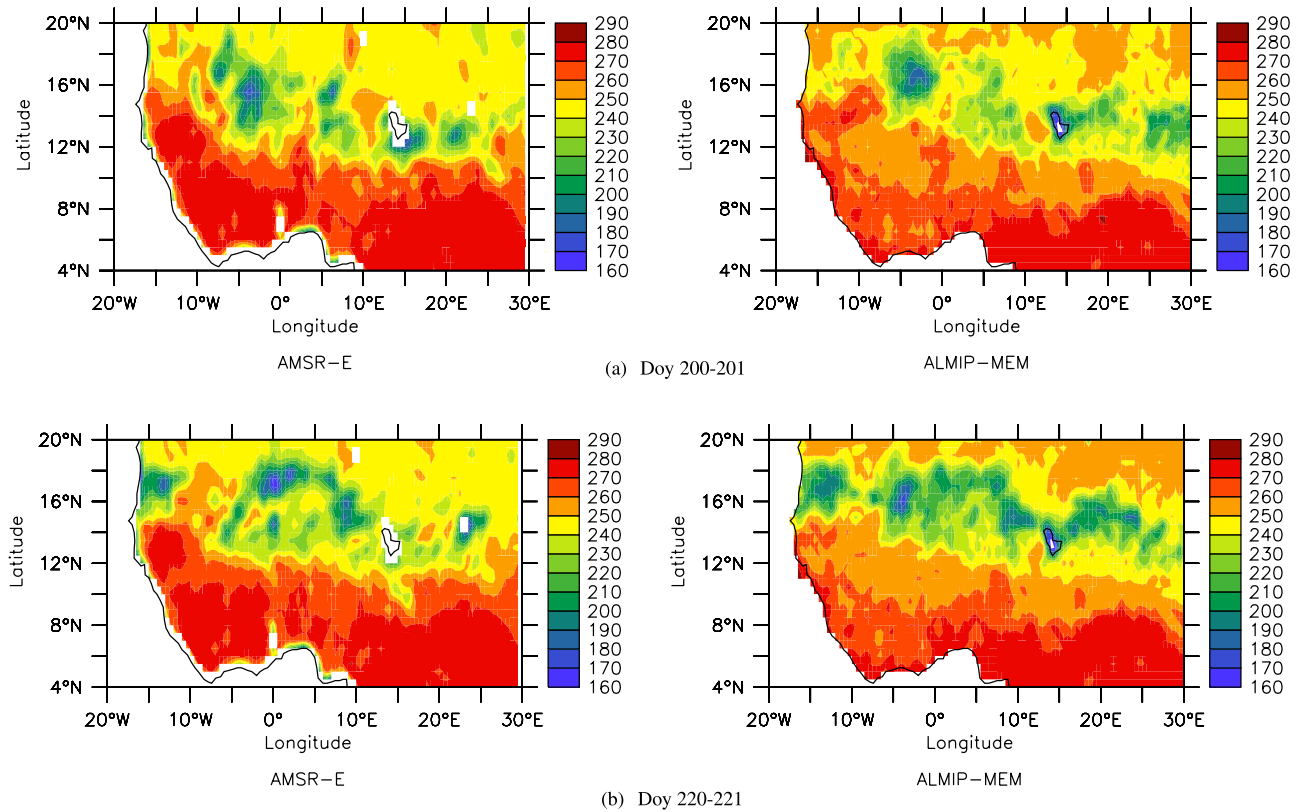 20°N
16°N
12°N
8°N
4°N
Latitude
20°W
10°W
0°
10°E
20°E
30°E
Longitude
AMSR−E
290
280
270
260
250
240
230
220
210
200
190
180
170
160
20°N
16°N
12°N
8°N
4°N
Latitude
20°W
10°W
0°
10°E
20°E
30°E
Longitude
ALMIP−MEM
290
280
270
260
250
240
230
220
210
200
190
180
170
160
(a) Doy 200-201
20°N
16°N
12°N
8°N
4°N
Latitude
20°W
10°W
0°
10°E
20°E
30°E
Longitude
AMSR−E
290
280
270
260
250
240
230
220
210
200
190
180
170
160
20°N
16°N
12°N
8°N
4°N
Latitude
20°W
10°W
0°
10°E
20°E
30°E
Longitude
ALMIP−MEM
290
280
270
260
250
240
230
220
210
200
190
180
170
160
(b) Doy 220-221